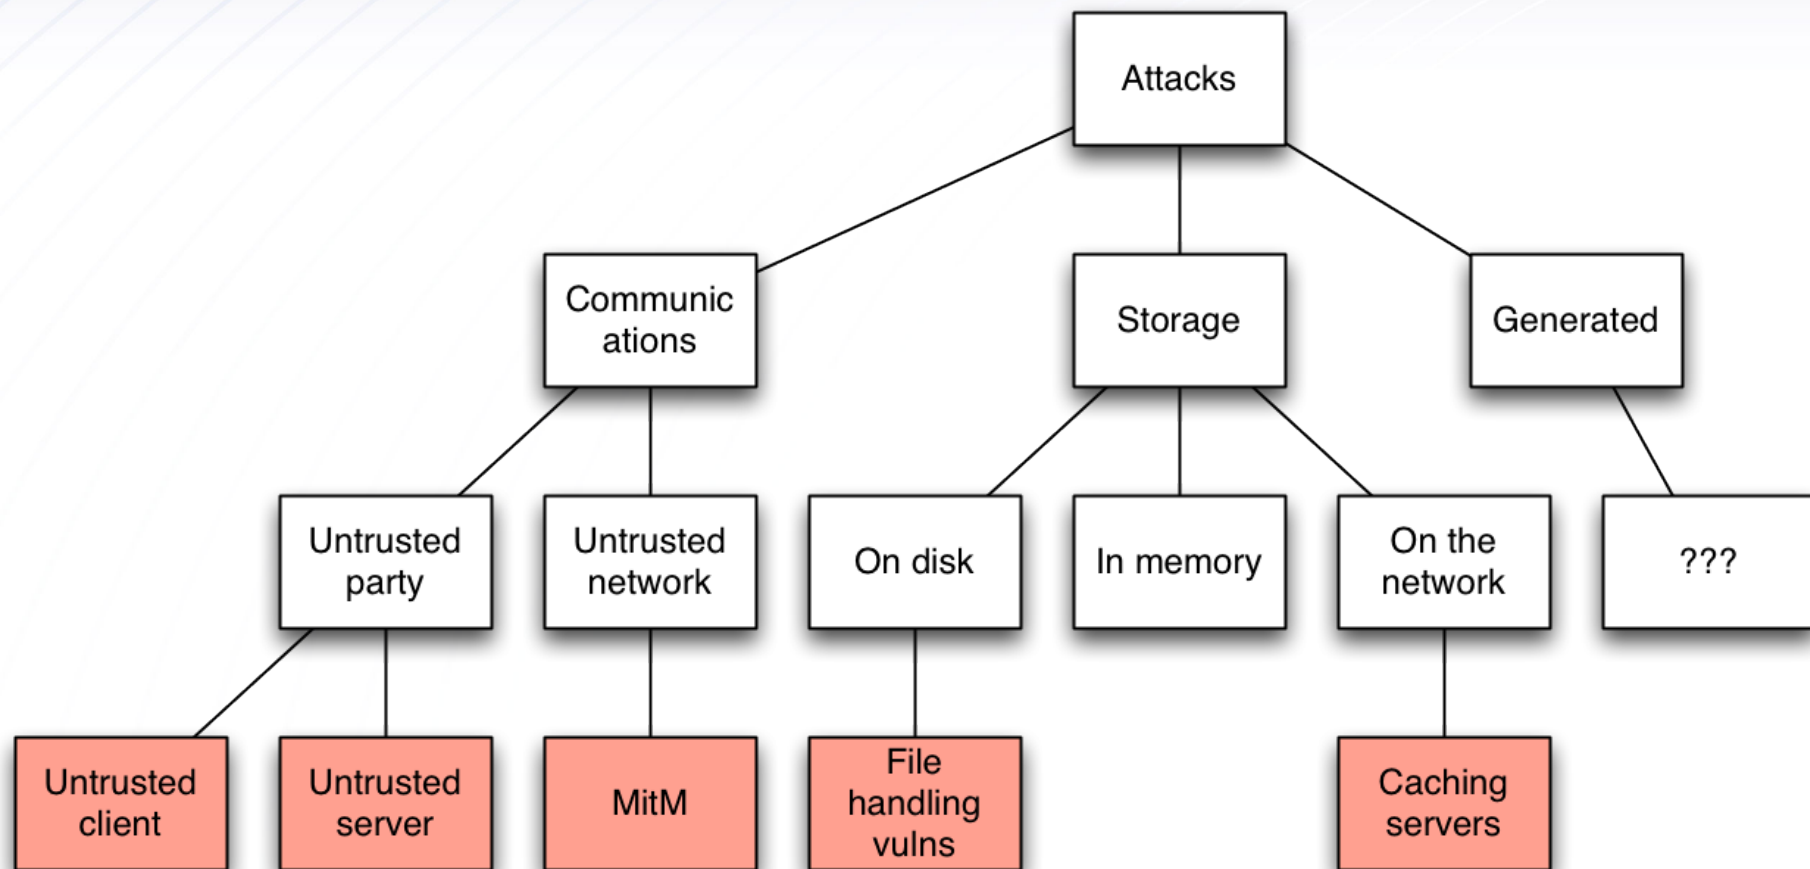 Attacks
Communic
ations
Storage
Generated
Untrusted
party
Untrusted
network
On disk
In memory
On the
network
???
Untrusted
client
Untrusted
server
MitM
File
handling
vulns
Caching
servers